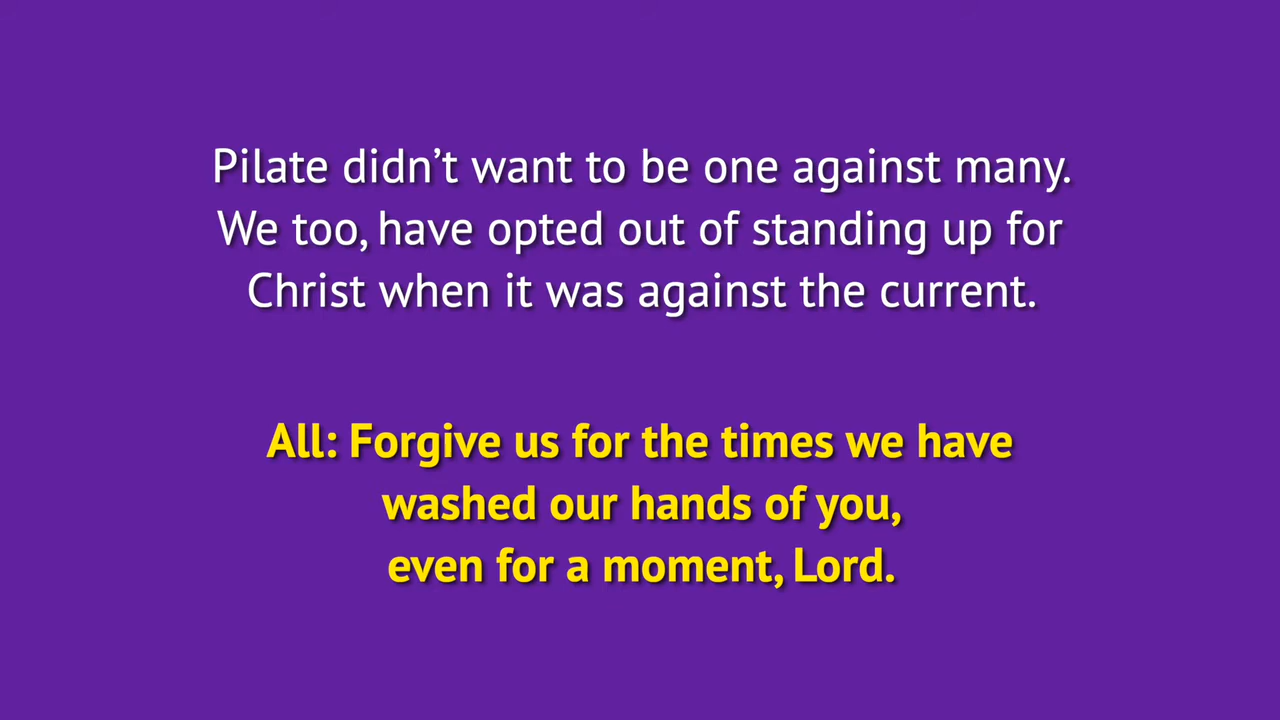 Pilate didn’t want to be one against many.
We too, have opted out of standing up for
Christ when it was against the current.
All: Forgive us for the times we have
washed our hands of you,
even for a moment, Lord.